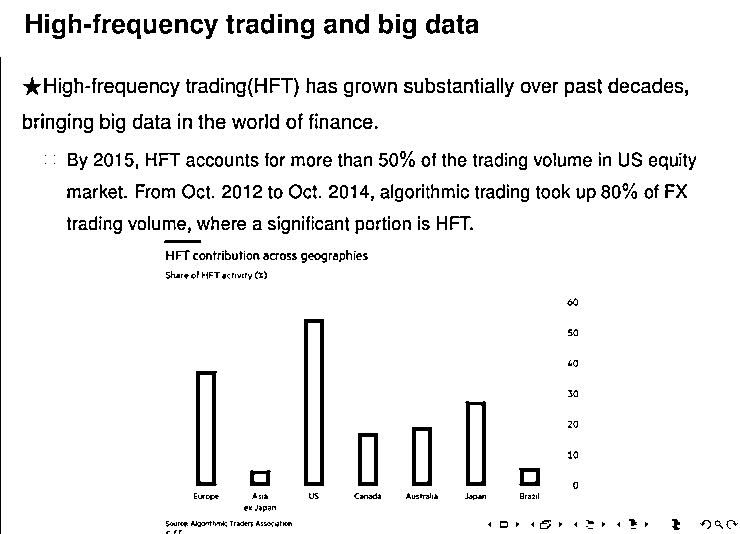 High-frequency trading and big data
★High-frequency trading(HFT) has grown substantially over past decades,
bringing big data in the world of finance.
By 2015, HFT accounts for more than 50% of the trading volume in US equity
market. From Oct. 2012 to Oct. 2014, algorithmic trading took up 80% of FX
trading volume, where a significant portion is HFT.
HFT contribution across geographies
Share of HFT activity (%)
60
50
40
30
20
10
0
Europe Asia US Canada Australia Japan Brazil
ex Japan
Source: Algorithmic Traders Association